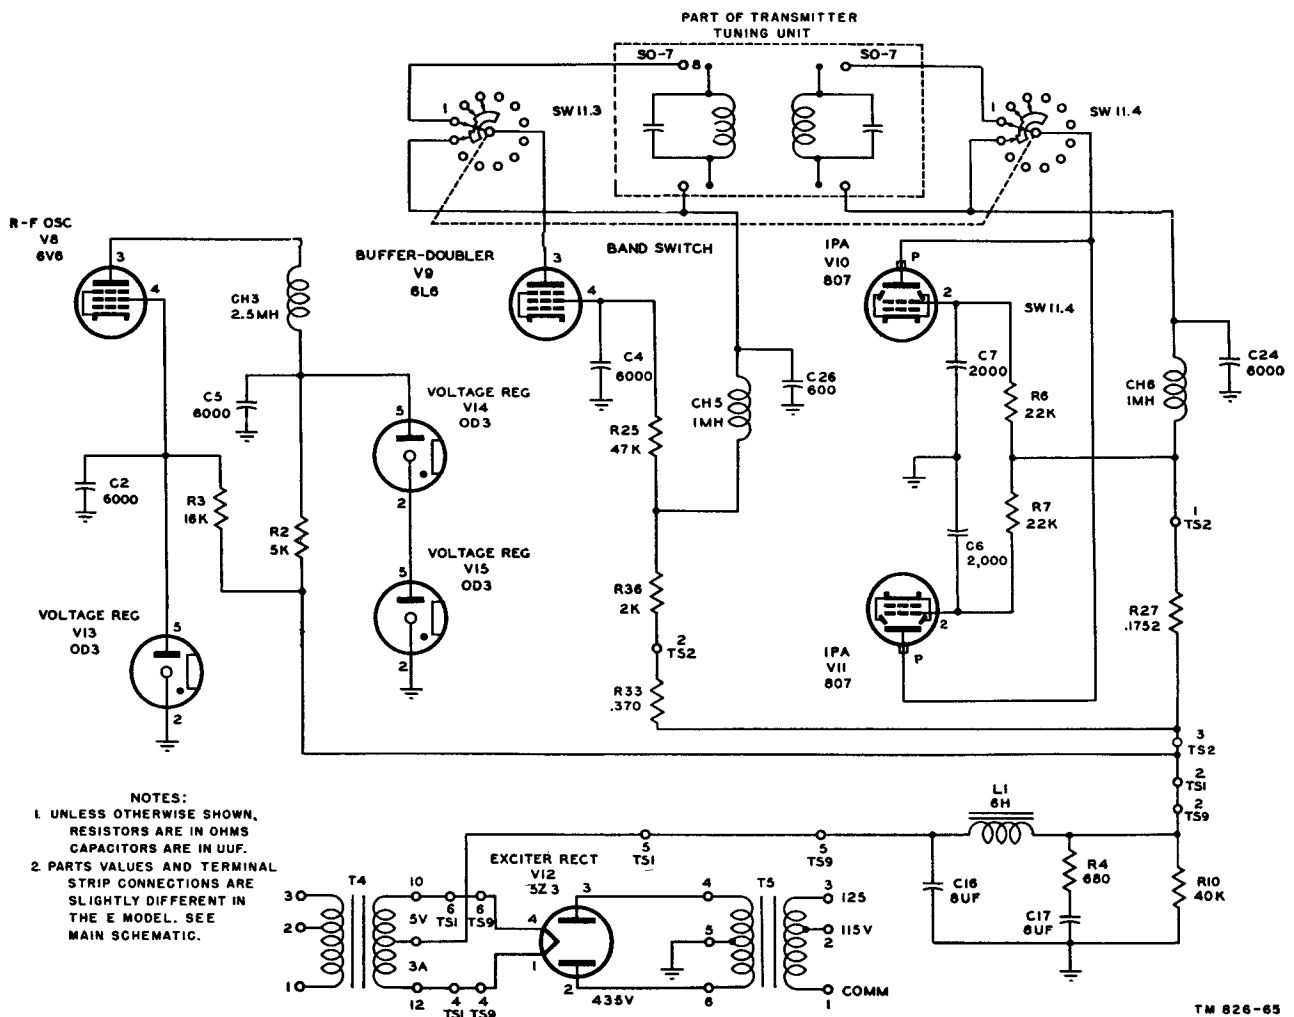 PART OF TRANSMITTER
TUNING UNIT
SO-7
8
SO-7
1
SW 11.3
1
SW 11.4
R-F OSC
V8
6V6
3
4
CH3
2.5MH
BUFFER-DOUBLER
V9
6L6
3
4
BAND SWITCH
IPA
V10
807
P
2
SW 11.4
C4
6000
C26
600
C7
2000
R6
22K
CH6
1MH
C24
6000
C5
6000
VOLTAGE REG
V14
OD3
5
2
R25
47K
CH5
1MH
C2
6000
R3
16K
R2
5K
R7
22K
1
TS2
C6
2,000
VOLTAGE REG
V15
OD3
5
2
R36
2K
2
TS2
R27
.1752
VOLTAGE REG
V13
OD3
5
2
2
P
IPA
V11
807
R33
.370
3
TS2
2
TS1
2
TS9
NOTES:
1. UNLESS OTHERWISE SHOWN,
RESISTORS ARE IN OHMS
CAPACITORS ARE IN UUF.
2. PARTS VALUES AND TERMINAL
STRIP CONNECTIONS ARE
SLIGHTLY DIFFERENT IN
THE E MODEL. SEE
MAIN SCHEMATIC.
L1
6H
5
TS1
5
TS9
EXCITER RECT
V12
5Z3
3
4
1
2
435V
T4
3
2
1
10
5V
3A
12
6
TS1
6
TS9
4
TS1
4
TS9
4
5
6
T5
3
125
115V
2
COMM
1
C16
8UF
R4
680
C17
8UF
R10
40K
TM 826-65